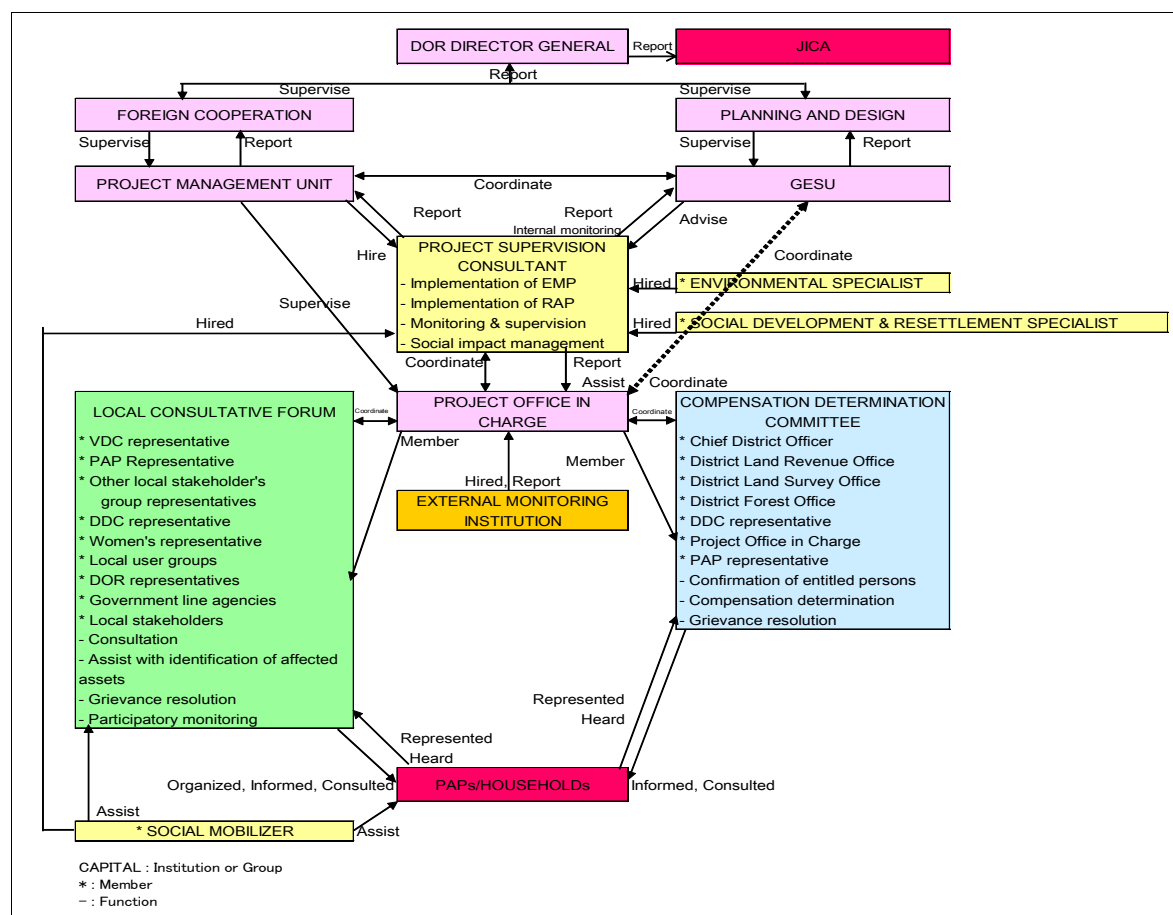 DOR DIRECTOR GENERAL
Report
JICA
Report
Supervise
Supervise
FOREIGN COOPERATION
PLANNING AND DESIGN
Supervise
Report
Supervise
Report
PROJECT MANAGEMENT UNIT
Coordinate
GESU
Report
Report
Internal monitoring
Advise
Hire
PROJECT SUPERVISION
CONSULTANT
- Implementation of EMP
- Implementation of RAP
- Monitoring & supervision
- Social impact management
Coordinate
Hired
* ENVIRONMENTAL SPECIALIST
Supervise
Hired
Hired
* SOCIAL DEVELOPMENT & RESETTLEMENT SPECIALIST
Coordinate
Report
Assist
Coordinate
LOCAL CONSULTATIVE FORUM
* VDC representative
* PAP Representative
* Other local stakeholder's
group representatives
* DDC representative
* Women's representative
* Local user groups
* DOR representatives
* Government line agencies
* Local stakeholders
- Consultation
- Assist with identification of affected
assets
- Grievance resolution
- Participatory monitoring
Coordinate
PROJECT OFFICE IN
CHARGE
Coordinate
Member
Member
Hired, Report
EXTERNAL MONITORING
INSTITUTION
COMPENSATION DETERMINATION
COMMITTEE
* Chief District Officer
* District Land Revenue Office
* District Land Survey Office
* District Forest Office
* DDC representative
* Project Office in Charge
* PAP representative
- Confirmation of entitled persons
- Compensation determination
- Grievance resolution
Represented
Heard
Represented
Heard
Organized, Informed, Consulted
PAPs/HOUSEHOLDs
Informed, Consulted
Assist
* SOCIAL MOBILIZER
Assist
CAPITAL : Institution or Group
* : Member
− : Function